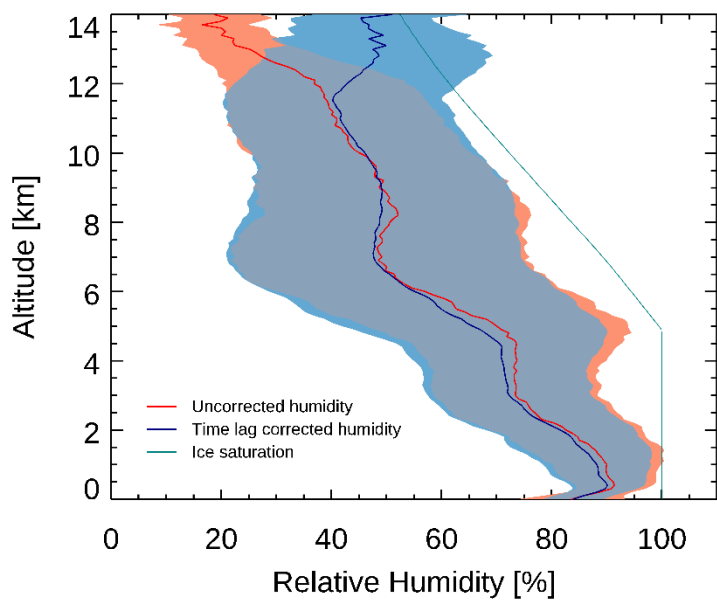 14
12
10
8
6
4
2
0
Altitude [km]
Uncorrected humidity
Time lag corrected humidity
Ice saturation
0 20 40 60 80 100
Relative Humidity [%]